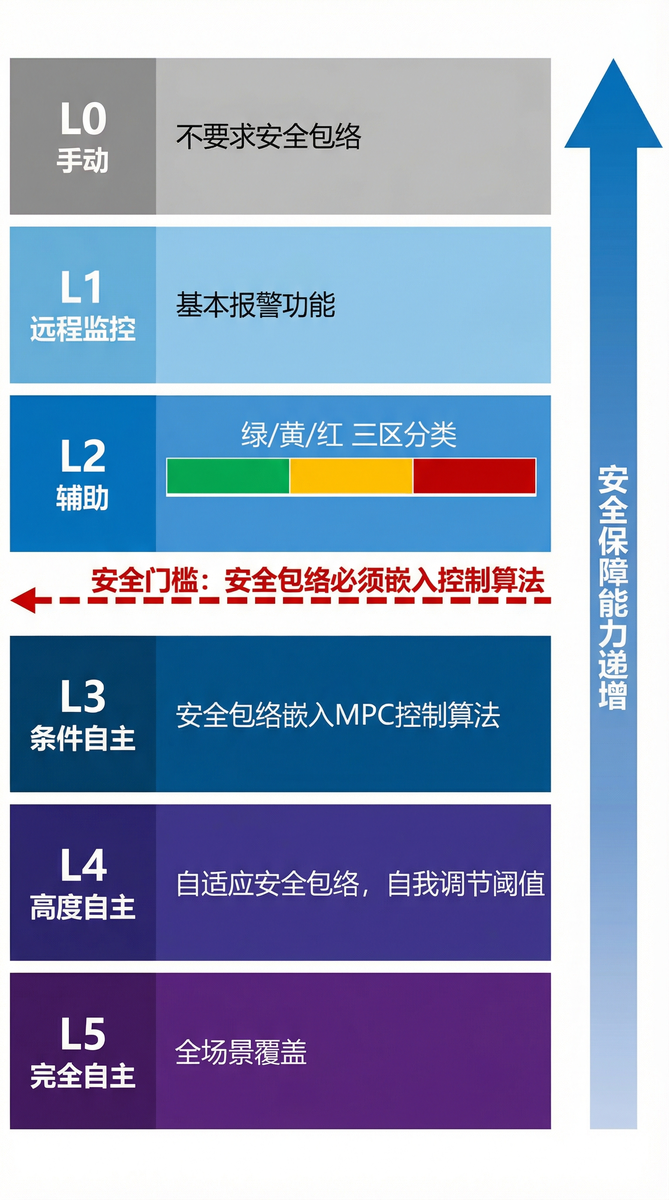 L0
手动
不要求安全包络
L1
远程监控
基本报警功能
L2
辅助
绿/黄/红 三区分类
安全门槛：安全包络必须嵌入控制算法
L3
条件自主
安全包络嵌入MPC控制算法
L4
高度自主
自适应安全包络，自我调节阈值
L5
完全自主
全场景覆盖
安全保障能力递增